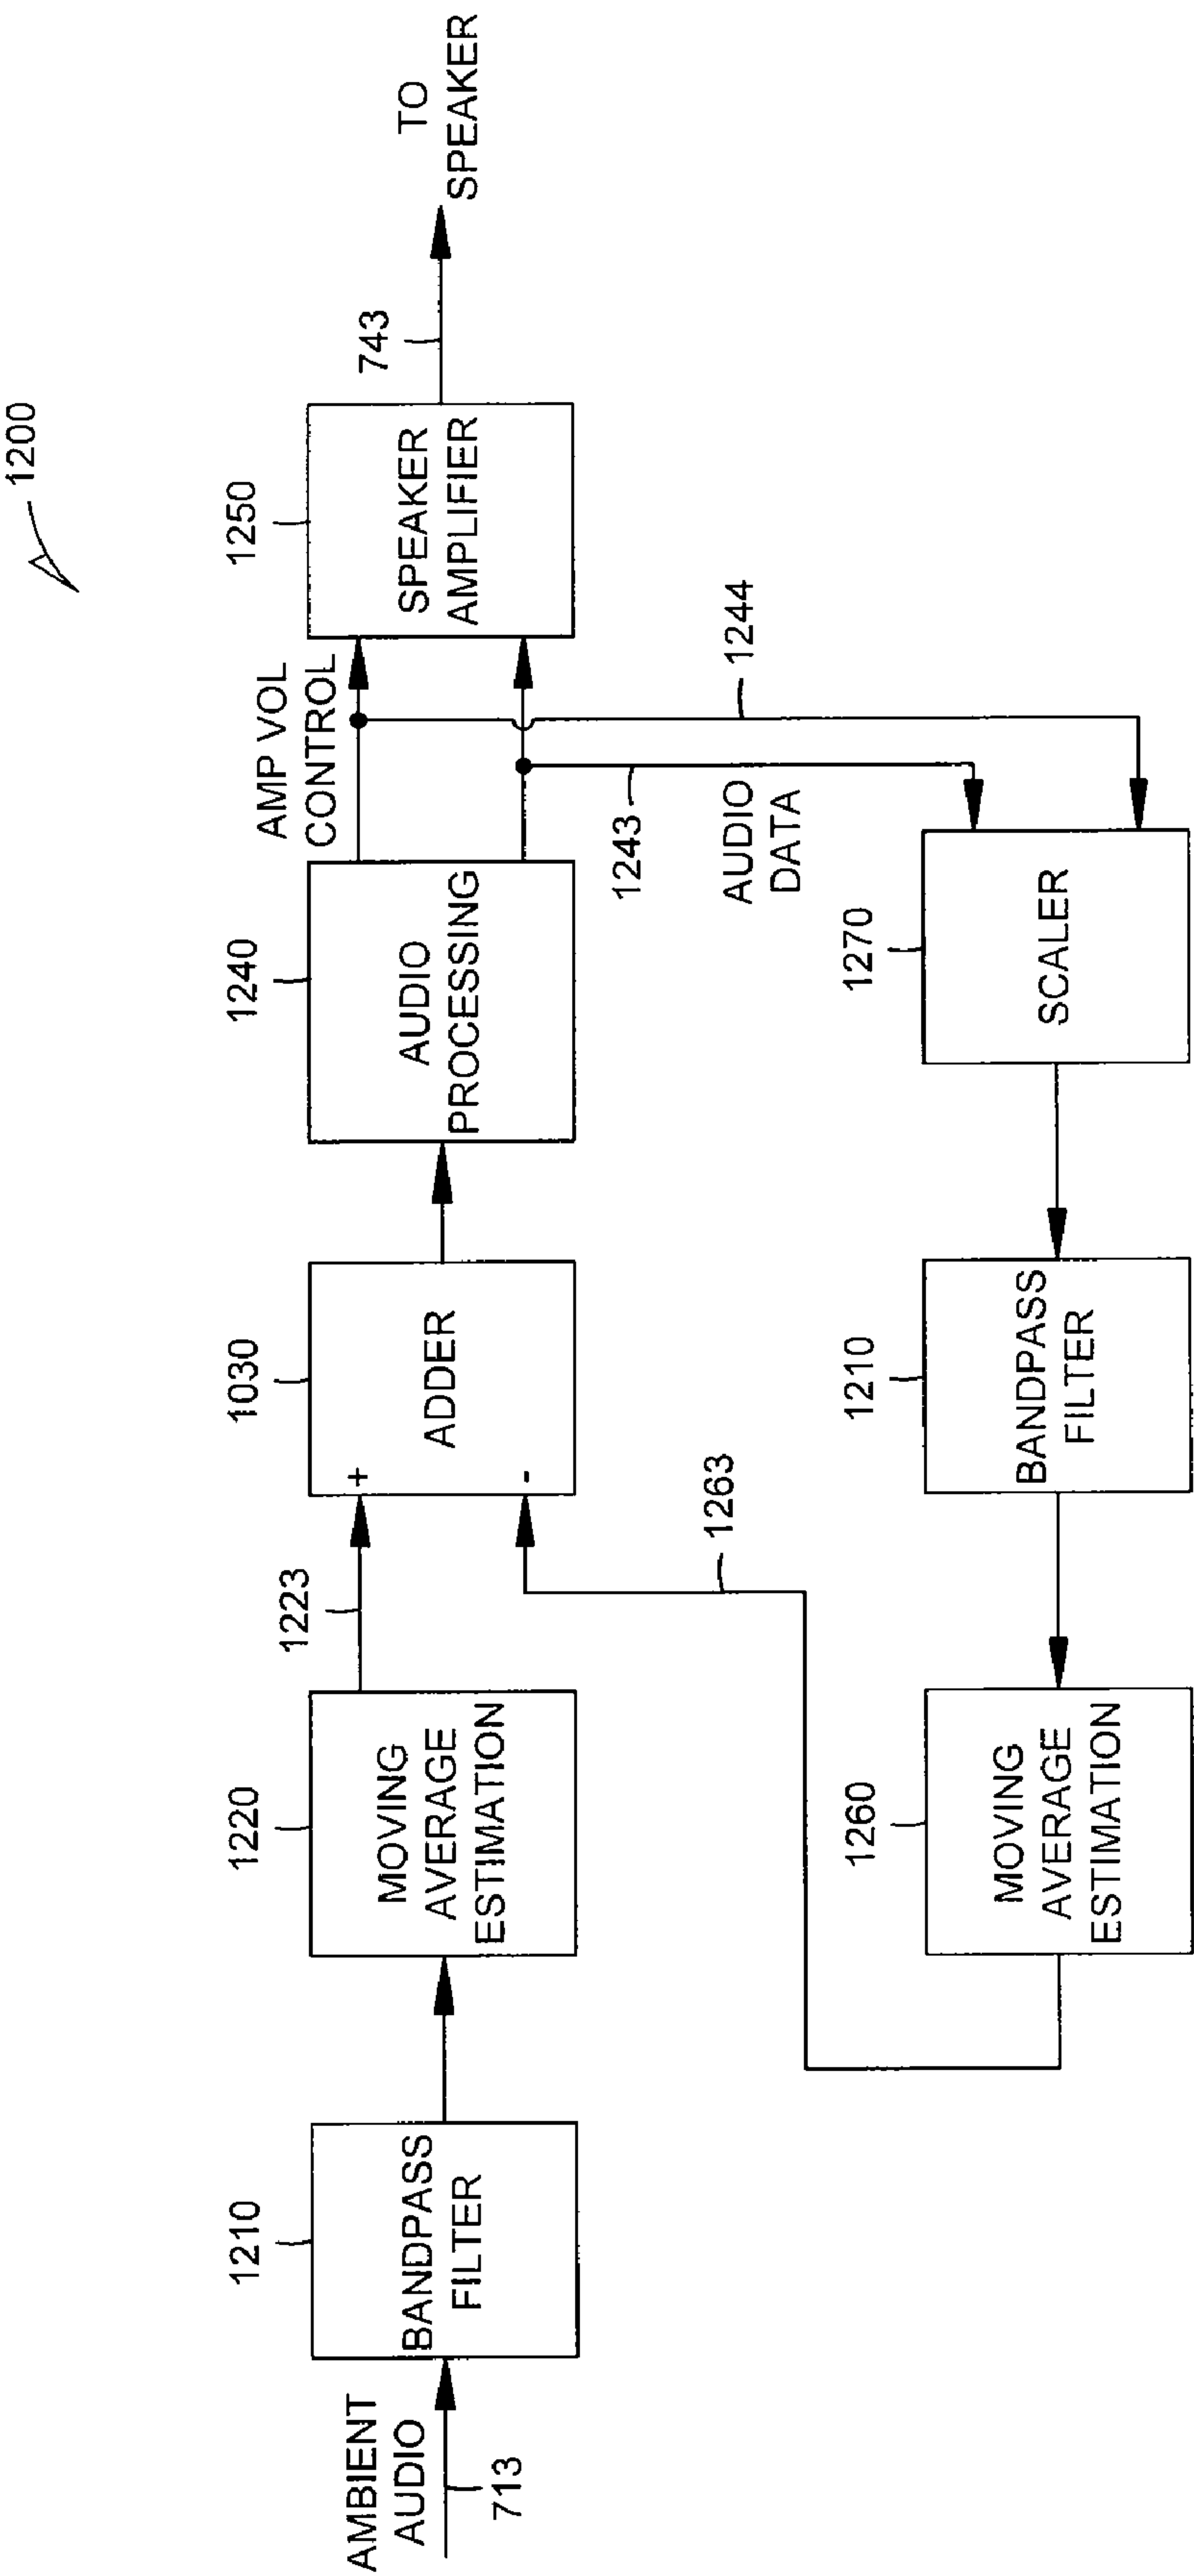 1200
AMBIENT
AUDIO
713
1210
BANDPASS
FILTER
1220
MOVING
AVERAGE
ESTIMATION
1223
1030
+
-
ADDER
1240
AUDIO
PROCESSING
AMP VOL
CONTROL
1250
SPEAKER
AMPLIFIER
743
TO
SPEAKER
1263
1243
AUDIO
DATA
1244
1260
MOVING
AVERAGE
ESTIMATION
1210
BANDPASS
FILTER
1270
SCALER